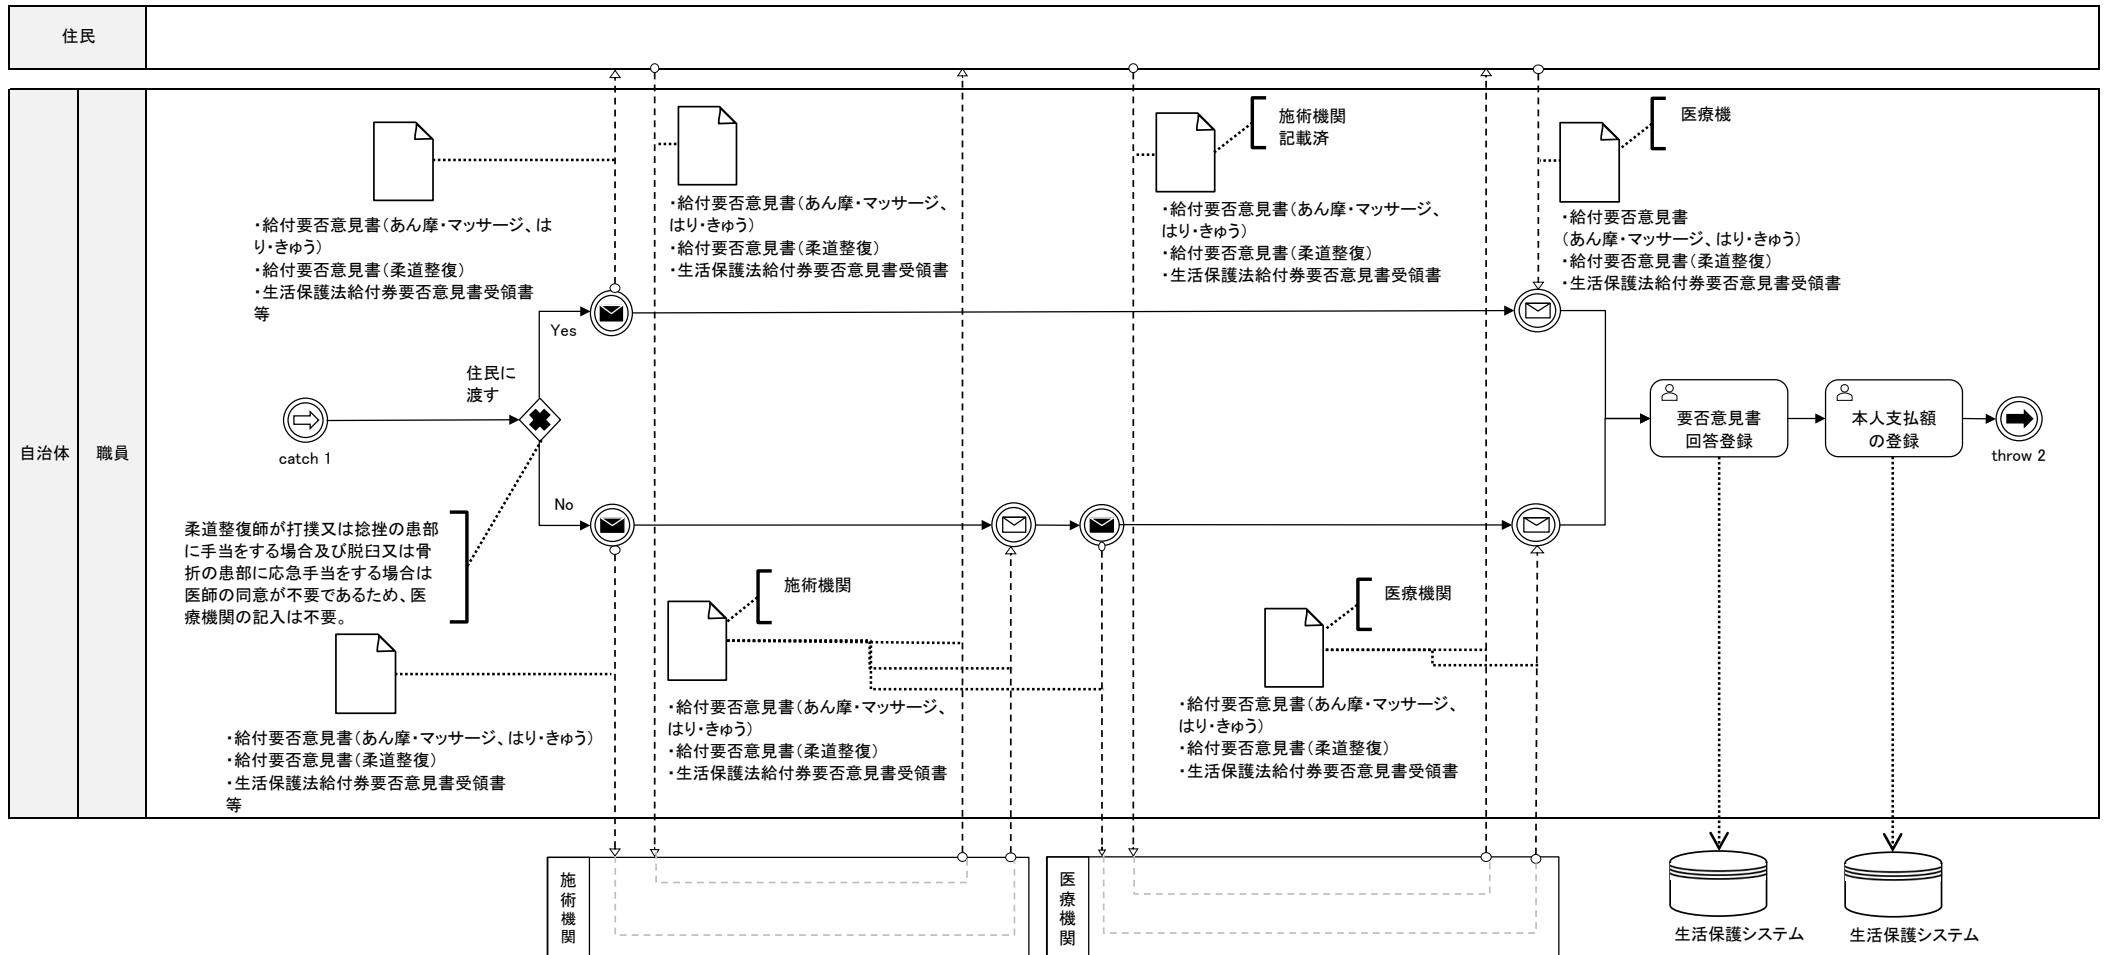 住民
自治体
職員
・給付要否意見書（あん摩・マッサージ、は
り・きゅう）
・給付要否意見書（柔道整復）
・生活保護法給付券要否意見書受領書
等
・給付要否意見書（あん摩・マッサージ、
はり・きゅう）
・給付要否意見書（柔道整復）
・生活保護法給付券要否意見書受領書
施術機関
記載済
・給付要否意見書（あん摩・マッサージ、
はり・きゅう）
・給付要否意見書（柔道整復）
・生活保護法給付券要否意見書受領書
医療機
・給付要否意見書
（あん摩・マッサージ、はり・きゅう）
・給付要否意見書（柔道整復）
・生活保護法給付券要否意見書受領書
Yes
住民に
渡す
catch 1
No
要否意見書
回答登録
本人支払額
の登録
throw 2
柔道整復師が打撲又は捻挫の患部
に手当をする場合及び脱臼又は骨
折の患部に応急手当をする場合は
医師の同意が不要であるため、医
療機関の記入は不要。
・給付要否意見書（あん摩・マッサージ、はり・きゅう）
・給付要否意見書（柔道整復）
・生活保護法給付券要否意見書受領書
等
施術機関
・給付要否意見書（あん摩・マッサージ、
はり・きゅう）
・給付要否意見書（柔道整復）
・生活保護法給付券要否意見書受領書
医療機関
・給付要否意見書（あん摩・マッサージ、
はり・きゅう）
・給付要否意見書（柔道整復）
・生活保護法給付券要否意見書受領書
施術機関
医療機関
生活保護システム
生活保護システム